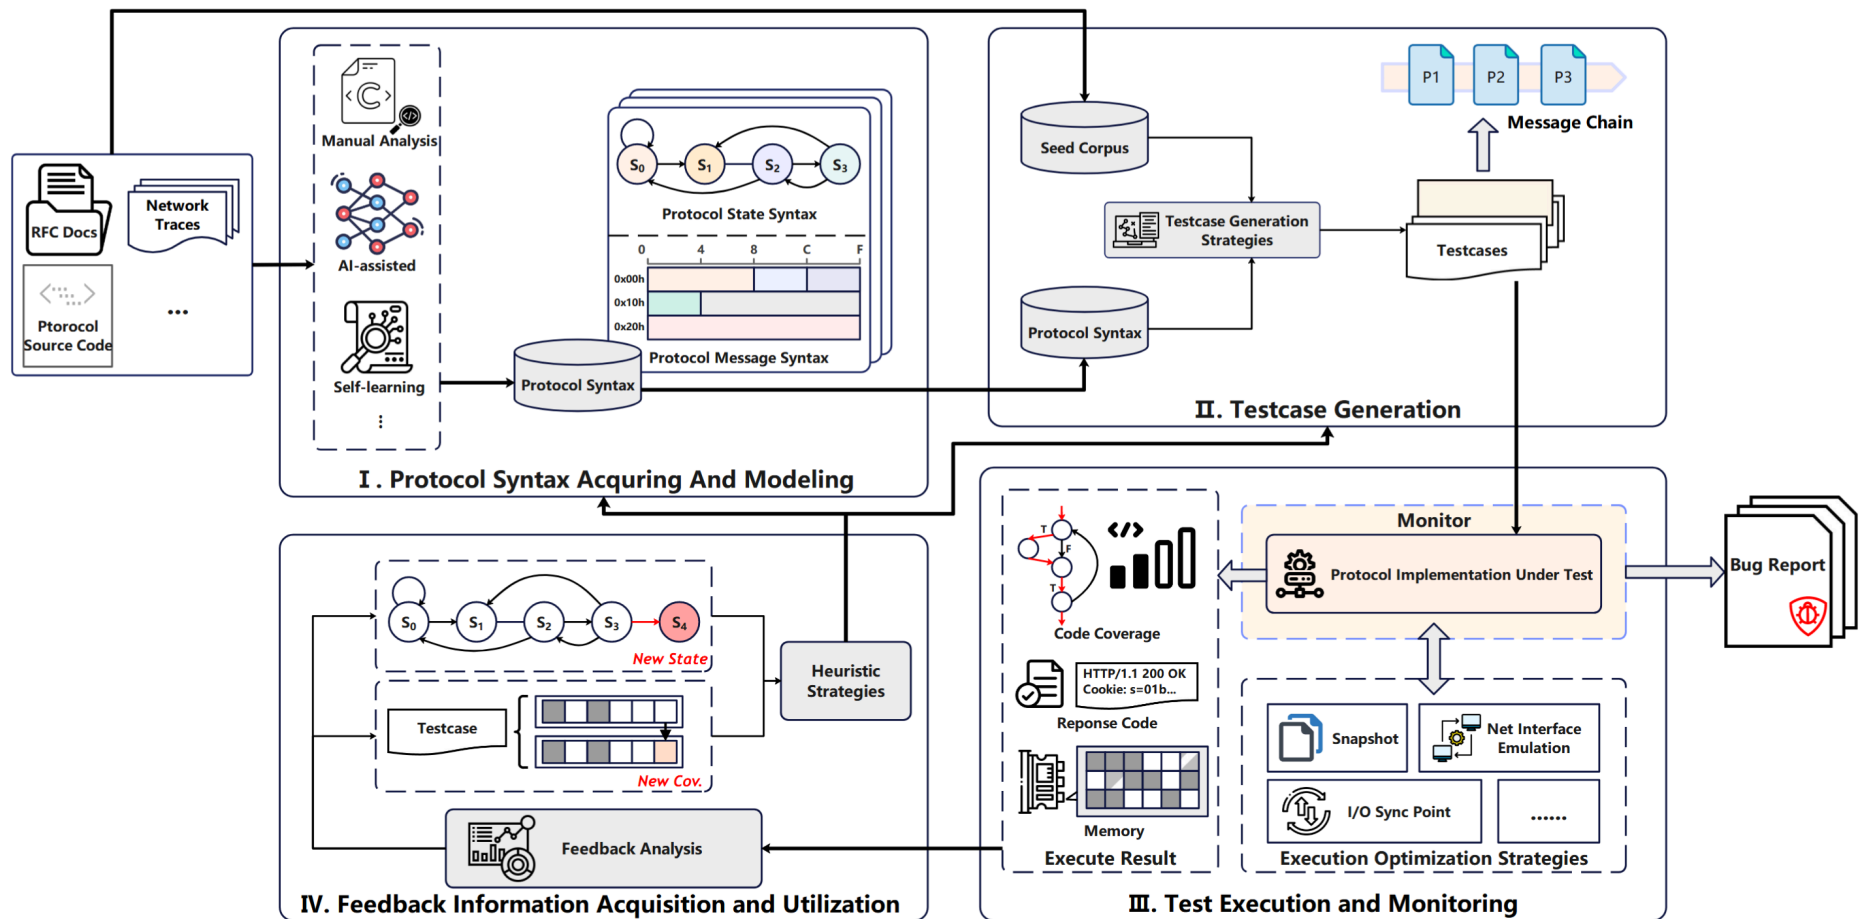 RFC Docs
Network
Traces
Ptorocol
Source Code
...
Manual Analysis
AI-assisted
Self-learning
S0
S1
S2
S3
Protocol State Syntax
0 4 8 C F
0x00h
0x10h
0x20h
Protocol Message Syntax
Protocol Syntax
Ⅰ. Protocol Syntax Acquring And Modeling
Seed Corpus
Protocol Syntax
Testcase Generation
Strategies
Testcases
P1
P2
P3
Message Chain
Ⅱ. Testcase Generation
Monitor
Protocol Implementation Under Test
Bug Report
T
F
T
Code Coverage
HTTP/1.1 200 OK
Cookie: s=01b...
Reponse Code
Memory
Execute Result
Snapshot
Net Interface
Emulation
I/O Sync Point
......
Execution Optimization Strategies
Ⅲ. Test Execution and Monitoring
S0
S1
S2
S3
S4
New State
Testcase
New Cov.
Heuristic
Strategies
Feedback Analysis
Ⅳ. Feedback Information Acquisition and Utilization